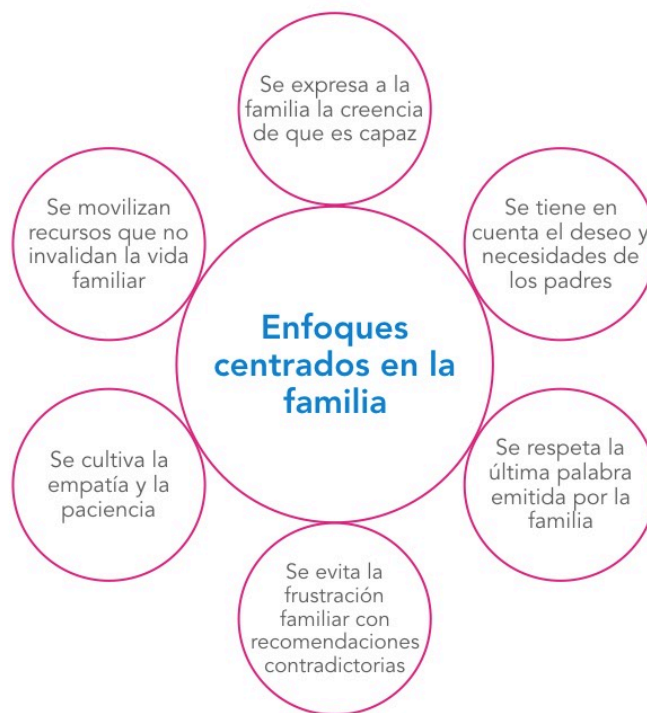 Se expresa a la
familia la creencia
de que es capaz
Se tiene en
cuenta el deseo y
necesidades de
los padres
Se respeta la
última palabra
emitida por la
familia
Se evita la
frustración
familiar con
recomendaciones
contradictorias
Se cultiva la
empatía y la
paciencia
Se movilizan
recursos que no
invalidan la vida
familiar
Enfoques
centrados en la
familia